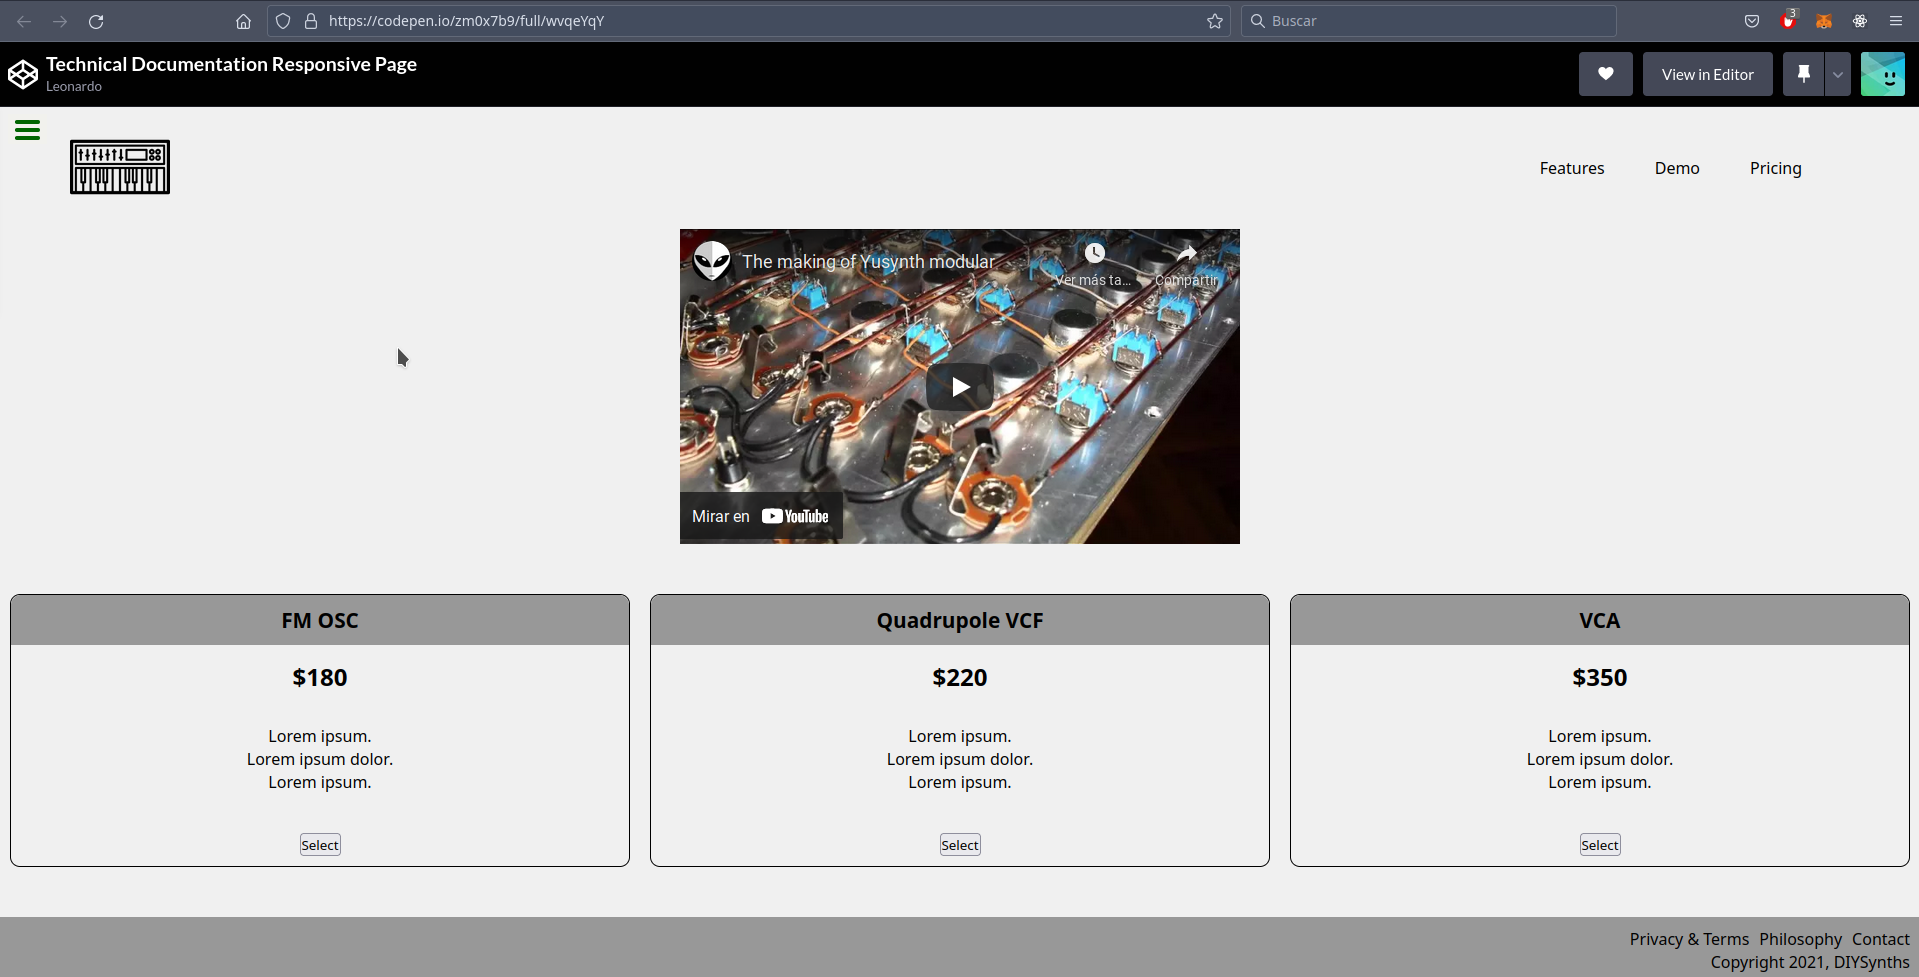 https://codepen.io/zm0x7b9/full/wvqeYqY
Buscar
3
Technical Documentation Responsive Page
Leonardo
View in Editor
Features Demo Pricing
The making of Yusynth modular
Ver más ta... Compartir
Mirar en YouTube
FM OSC
$180
Lorem ipsum.
Lorem ipsum dolor.
Lorem ipsum.
Select
Quadrupole VCF
$220
Lorem ipsum.
Lorem ipsum dolor.
Lorem ipsum.
Select
VCA
$350
Lorem ipsum.
Lorem ipsum dolor.
Lorem ipsum.
Select
Privacy & Terms Philosophy Contact
Copyright 2021, DIYSynths